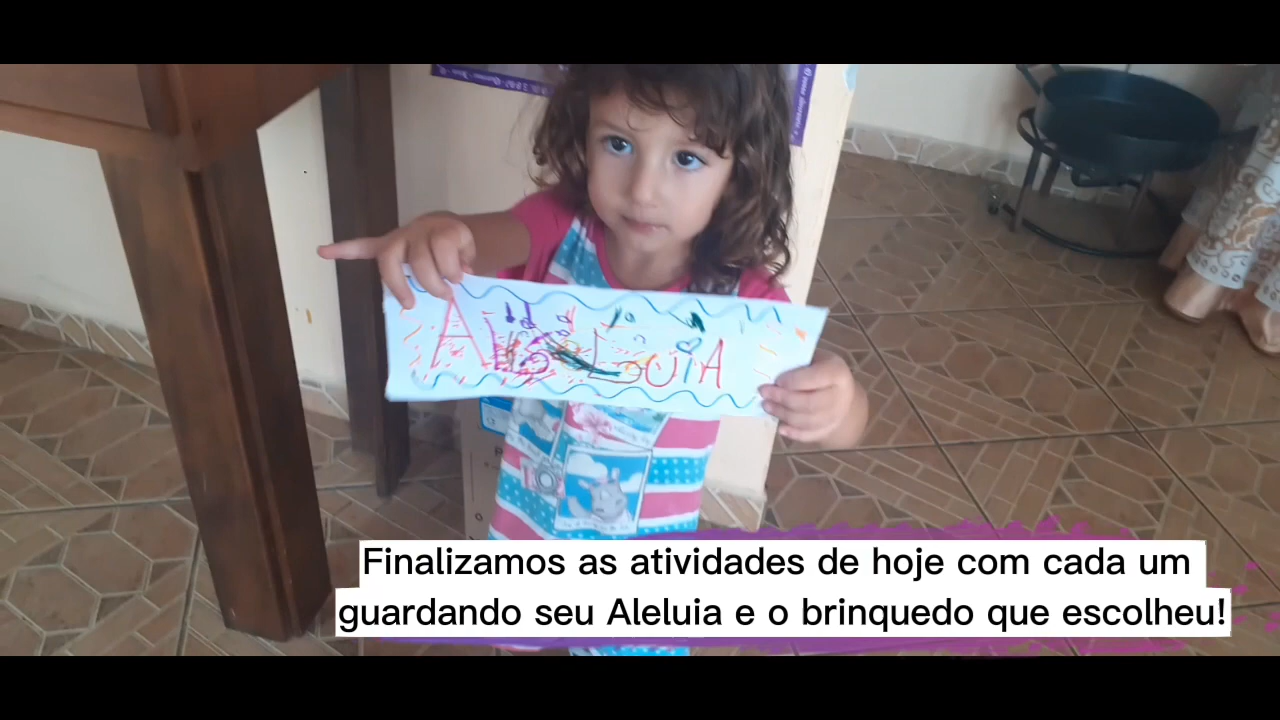 ALELUIA
Finalizamos as atividades de hoje com cada um
guardando seu Aleluia e o brinquedo que escolheu!